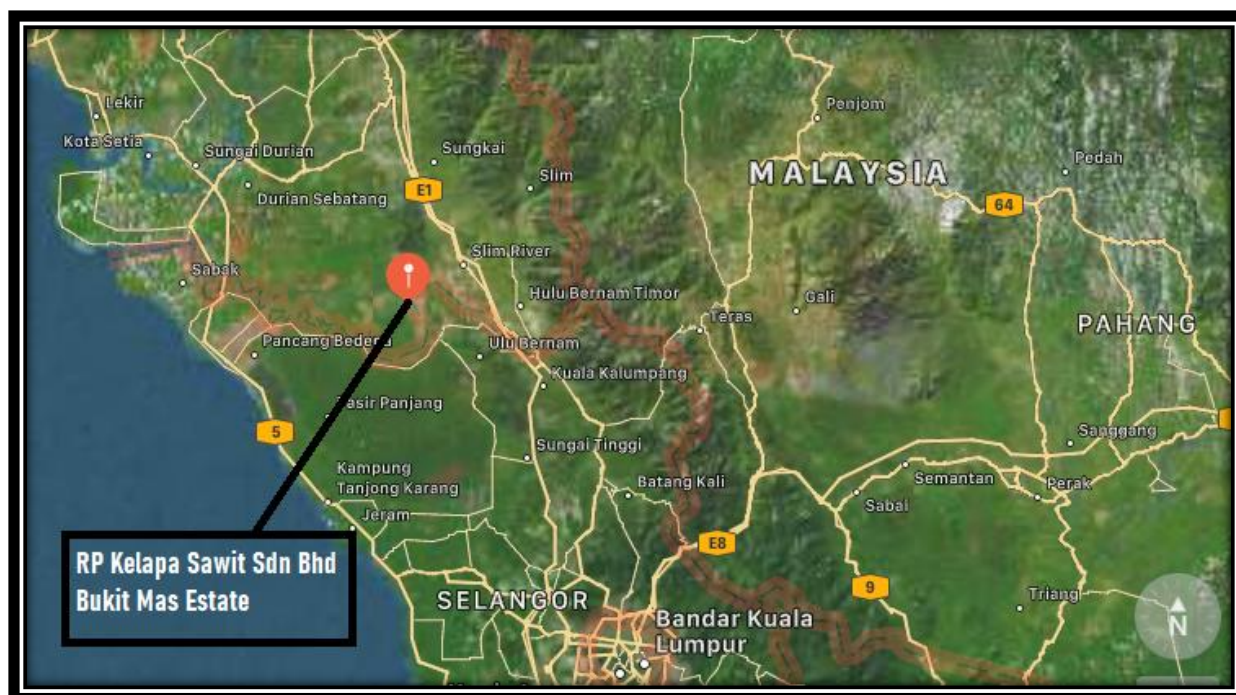 Lekir
Kota Setia
Sungai Durian
Durian Sebatang
Sungkai
Slim
E1
Penjom
MALAYSIA
Pedah
64
Sabak
Slim River
Hulu Bernam Timor
Gali
Teras
PAHANG
Pancang Bedena
Ulu Bernam
Kuala Kalumpang
Pasir Panjang
5
Sungai Tinggi
Sanggang
Kampung
Tanjong Karang
Batang Kali
Semantan
Sabai
Perak
Jeram
E8
RP Kelapa Sawit Sdn Bhd
Bukit Mas Estate
SELANGOR
9
Triang
N
Bandar Kuala
Lumpur